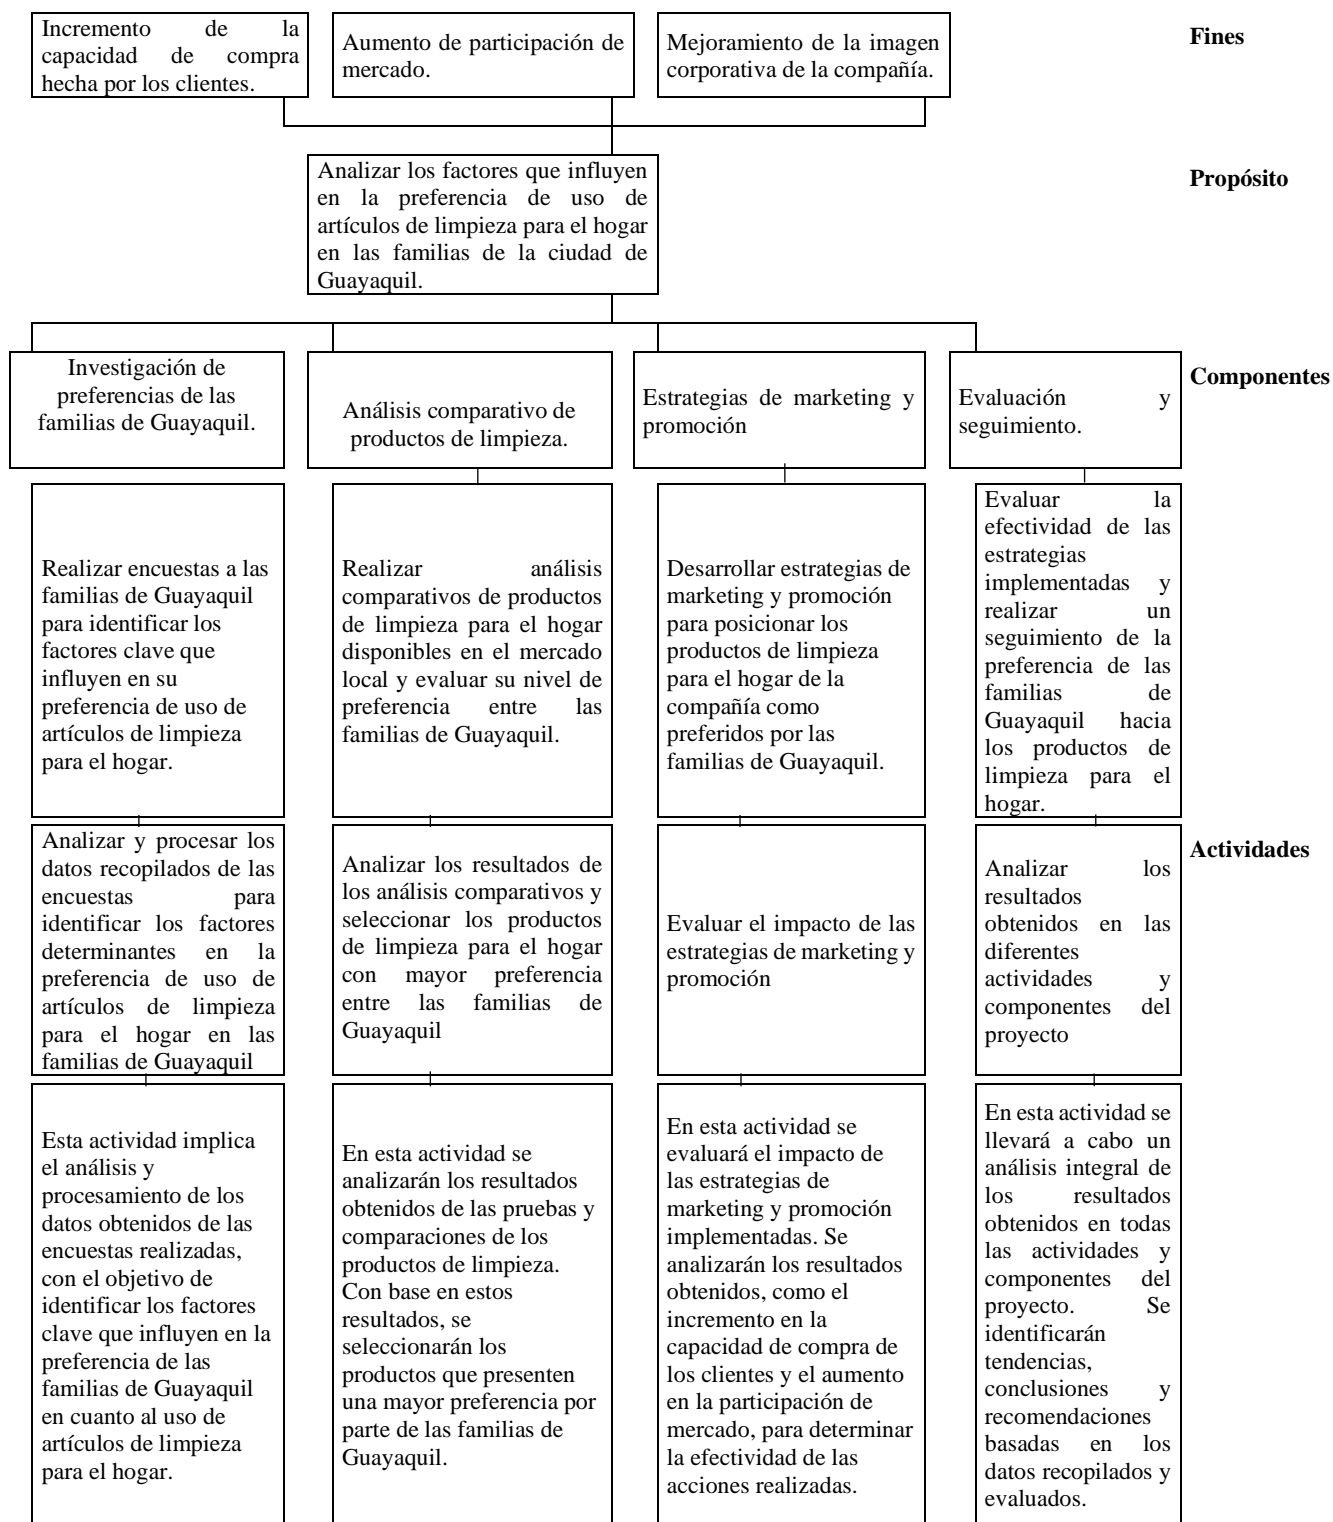 Incremento de la
capacidad de compra
hecha por los clientes.
Aumento de participación de
mercado.
Mejoramiento de la imagen
corporativa de la compañía.
Fines
Analizar los factores que influyen
en la preferencia de uso de
artículos de limpieza para el hogar
en las familias de la ciudad de
Guayaquil.
Propósito
Investigación de
preferencias de las
familias de Guayaquil.
Análisis comparativo de
productos de limpieza.
Estrategias de marketing y
promoción
Evaluación y
seguimiento.
Componentes
Realizar encuestas a las
familias de Guayaquil
para identificar los
factores clave que
influyen en su
preferencia de uso de
artículos de limpieza
para el hogar.
Realizar análisis
comparativos de productos
de limpieza para el hogar
disponibles en el mercado
local y evaluar su nivel de
preferencia entre las
familias de Guayaquil.
Desarrollar estrategias de
marketing y promoción
para posicionar los
productos de limpieza
para el hogar de la
compañía como
preferidos por las
familias de Guayaquil.
Evaluar la
efectividad de las
estrategias
implementadas y
realizar un
seguimiento de la
preferencia de las
familias de
Guayaquil hacia
los productos de
limpieza para el
hogar.
Analizar y procesar los
datos recopilados de las
encuestas para
identificar los factores
determinantes en la
preferencia de uso de
artículos de limpieza
para el hogar en las
familias de Guayaquil
Analizar los resultados de
los análisis comparativos y
seleccionar los productos
de limpieza para el hogar
con mayor preferencia
entre las familias de
Guayaquil
Evaluar el impacto de las
estrategias de marketing y
promoción
Analizar los
resultados
obtenidos en las
diferentes
actividades y
componentes del
proyecto
Actividades
Esta actividad implica
el análisis y
procesamiento de los
datos obtenidos de las
encuestas realizadas,
con el objetivo de
identificar los factores
clave que influyen en la
preferencia de las
familias de Guayaquil
en cuanto al uso de
artículos de limpieza
para el hogar.
En esta actividad se
analizarán los resultados
obtenidos de las pruebas y
comparaciones de los
productos de limpieza.
Con base en estos
resultados, se
seleccionarán los
productos que presenten
una mayor preferencia por
parte de las familias de
Guayaquil.
En esta actividad se
evaluará el impacto de
las estrategias de
marketing y promoción
implementadas. Se
analizarán los resultados
obtenidos, como el
incremento en la
capacidad de compra de
los clientes y el aumento
en la participación de
mercado, para determinar
la efectividad de las
acciones realizadas.
En esta actividad se
llevará a cabo un
análisis integral de
los resultados
obtenidos en todas
las actividades y
componentes del
proyecto. Se
identificarán
tendencias,
conclusiones y
recomendaciones
basadas en los
datos recopilados y
evaluados.